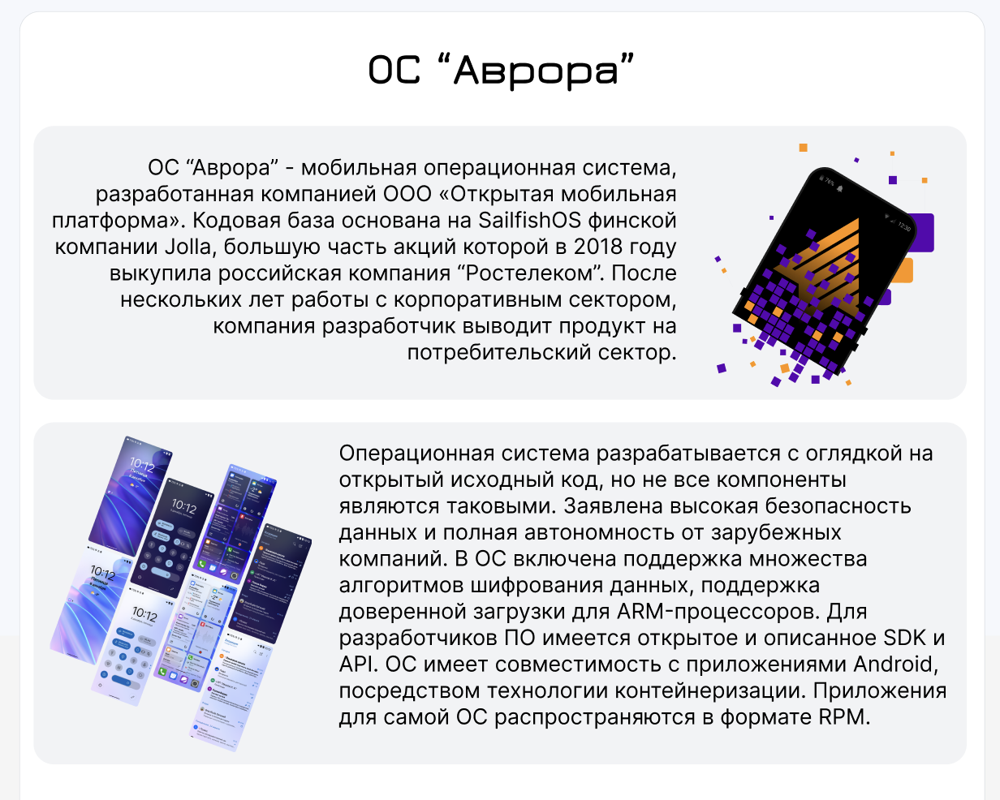 ОС “Аврора”
ОС “Аврора” - мобильная операционная система,
разработанная компанией ООО «Открытая мобильная
платформа». Кодовая база основана на SailfishOS финской
компании Jolla, большую часть акций которой в 2018 году
выкупила российская компания “Ростелеком”. После
нескольких лет работы с корпоративным сектором,
компания разработчик выводит продукт на
потребительский сектор.
76%
12:30
Операционная система разрабатывается с оглядкой на
открытый исходный код, но не все компоненты
являются таковыми. Заявлена высокая безопасность
данных и полная автономность от зарубежных
компаний. В ОС включена поддержка множества
алгоритмов шифрования данных, поддержка
доверенной загрузки для ARM-процессоров. Для
разработчиков ПО имеется открытое и описанное SDK и
API. ОС имеет совместимость с приложениями Android,
посредством технологии контейнеризации. Приложения
для самой ОС распространяются в формате RPM.
10:12
Пятница
10:12
10:12
Пятница
10:12